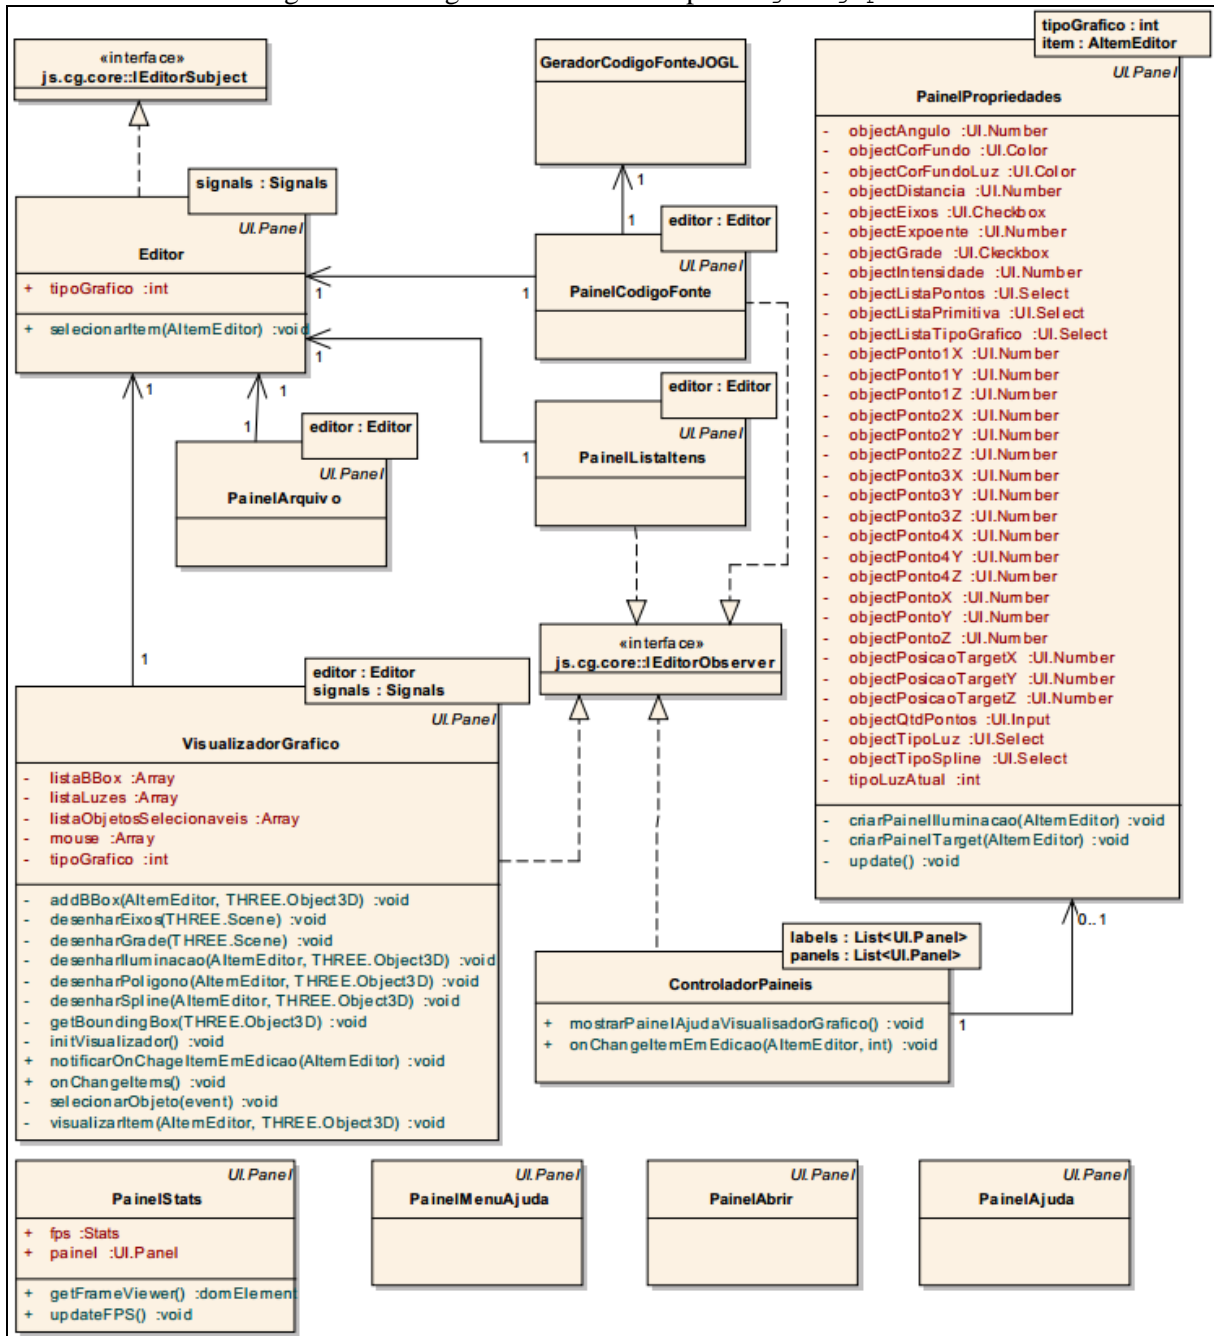 «interface»
js.cg.core::IEditorSubject
signals : Signals
UI.Panel
Editor
+ tipoGrafico :int
+ selecionarItem(AItemEditor) :void
GeradorCodigoFonteJOGL
1
1
editor : Editor
UI.Panel
PainelCodigoFonte
1
1
editor : Editor
UI.Panel
PainelListaItens
1
1
editor : Editor
UI.Panel
PainelArquivo
1
1
1
1
«interface»
js.cg.core::IEditorObserver
editor : Editor
signals : Signals
UI.Panel
VisualizadorGrafico
- listaBBox :Array
- listaLuzes :Array
- listaObjetosSelecionaveis :Array
- mouse :Array
- tipoGrafico :int
- addBBox(AItemEditor, THREE.Object3D) :void
- desenharEixos(THREE.Scene) :void
- desenharGrade(THREE.Scene) :void
- desenharIluminacao(AItemEditor, THREE.Object3D) :void
- desenharPoligono(AItemEditor, THREE.Object3D) :void
- desenharSpline(AItemEditor, THREE.Object3D) :void
- getBoundingBox(THREE.Object3D) :void
- initVisualizador() :void
+ notificarOnChageItemEmEdicao(AItemEditor) :void
+ onChangeItems() :void
- selecionarObjeto(event) :void
- visualizarItem(AItemEditor, THREE.Object3D) :void
tipoGrafico : int
item : AItemEditor
UI.Panel
PainelPropriedades
- objectAngulo :UI.Number
- objectCorFundo :UI.Color
- objectCorFundoLuz :UI.Color
- objectDistancia :UI.Number
- objectEixos :UI.Checkbox
- objectExpoente :UI.Number
- objectGrade :UI.Ckeckbox
- objectIntensidade :UI.Number
- objectListaPontos :UI.Select
- objectListaPrimitiva :UI.Select
- objectListaTipoGrafico :UI.Select
- objectPonto1X :UI.Number
- objectPonto1Y :UI.Number
- objectPonto1Z :UI.Number
- objectPonto2X :UI.Number
- objectPonto2Y :UI.Number
- objectPonto2Z :UI.Number
- objectPonto3X :UI.Number
- objectPonto3Y :UI.Number
- objectPonto3Z :UI.Number
- objectPonto4X :UI.Number
- objectPonto4Y :UI.Number
- objectPonto4Z :UI.Number
- objectPontoX :UI.Number
- objectPontoY :UI.Number
- objectPontoZ :UI.Number
- objectPosicaoTargetX :UI.Number
- objectPosicaoTargetY :UI.Number
- objectPosicaoTargetZ :UI.Number
- objectQtdPontos :UI.Input
- objectTipoLuz :UI.Select
- objectTipoSpline :UI.Select
- tipoLuzAtual :int
- criarPainelIluminacao(AItemEditor) :void
- criarPainelTarget(AItemEditor) :void
- update() :void
0..1
1
labels : List<UI.Panel>
panels : List<UI.Panel>
ControladorPaineis
+ mostrarPainelAjudaVisualisadorGrafico() :void
+ onChangeItemEmEdicao(AItemEditor, int) :void
UI.Panel
PainelStats
+ fps :Stats
+ painel :UI.Panel
+ getFrameViewer() :domElement
+ updateFPS() :void
UI.Panel
PainelMenuAjuda
UI.Panel
PainelAbrir
UI.Panel
PainelAjuda